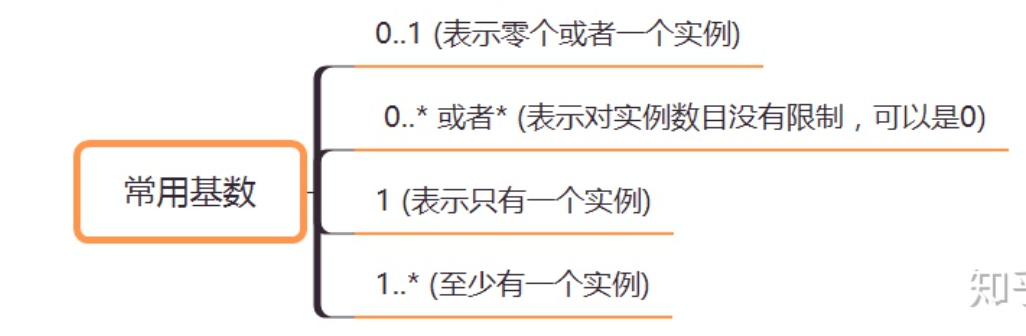 0..1 (表示零个或者一个实例)
0..* 或者* (表示对实例数目没有限制，可以是0)
常用基数
1 (表示只有一个实例)
1..* (至少有一个实例)
知